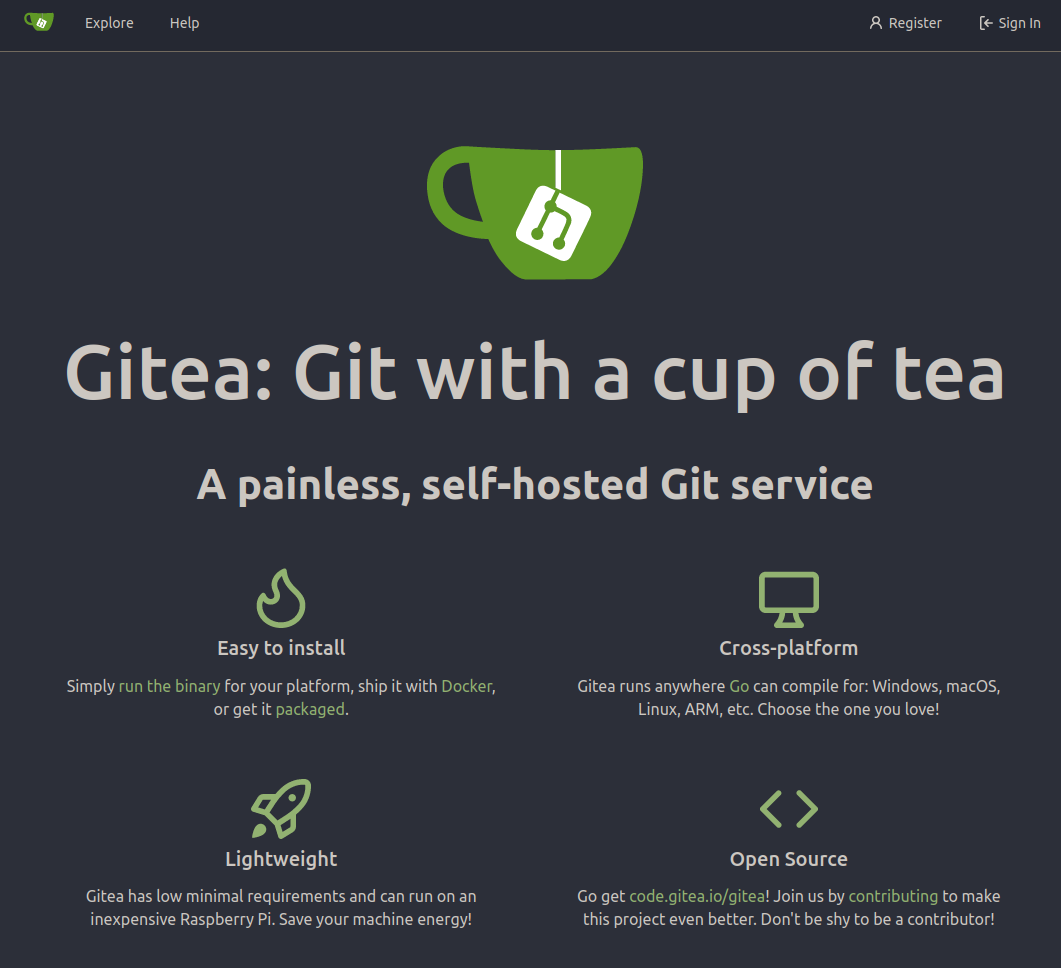 Explore Help Register Sign In
Gitea: Git with a cup of tea
A painless, self-hosted Git service
Easy to install
Simply run the binary for your platform, ship it with Docker,
or get it packaged.
Cross-platform
Gitea runs anywhere Go can compile for: Windows, macOS,
Linux, ARM, etc. Choose the one you love!
Lightweight
Gitea has low minimal requirements and can run on an
inexpensive Raspberry Pi. Save your machine energy!
Open Source
Go get code.gitea.io/gitea! Join us by contributing to make
this project even better. Don't be shy to be a contributor!